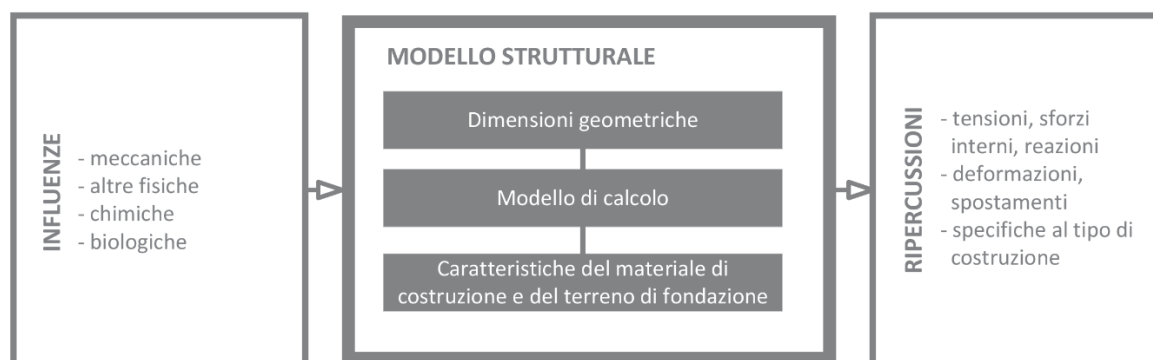 INFLUENZE
- meccaniche
- altre fisiche
- chimiche
- biologiche
MODELLO STRUTTURALE
Dimensioni geometriche
Modello di calcolo
Caratteristiche del materiale di
costruzione e del terreno di fondazione
RIPERCUSSIONI
- tensioni, sforzi
interni, reazioni
- deformazioni,
spostamenti
- specifiche al tipo di
costruzione